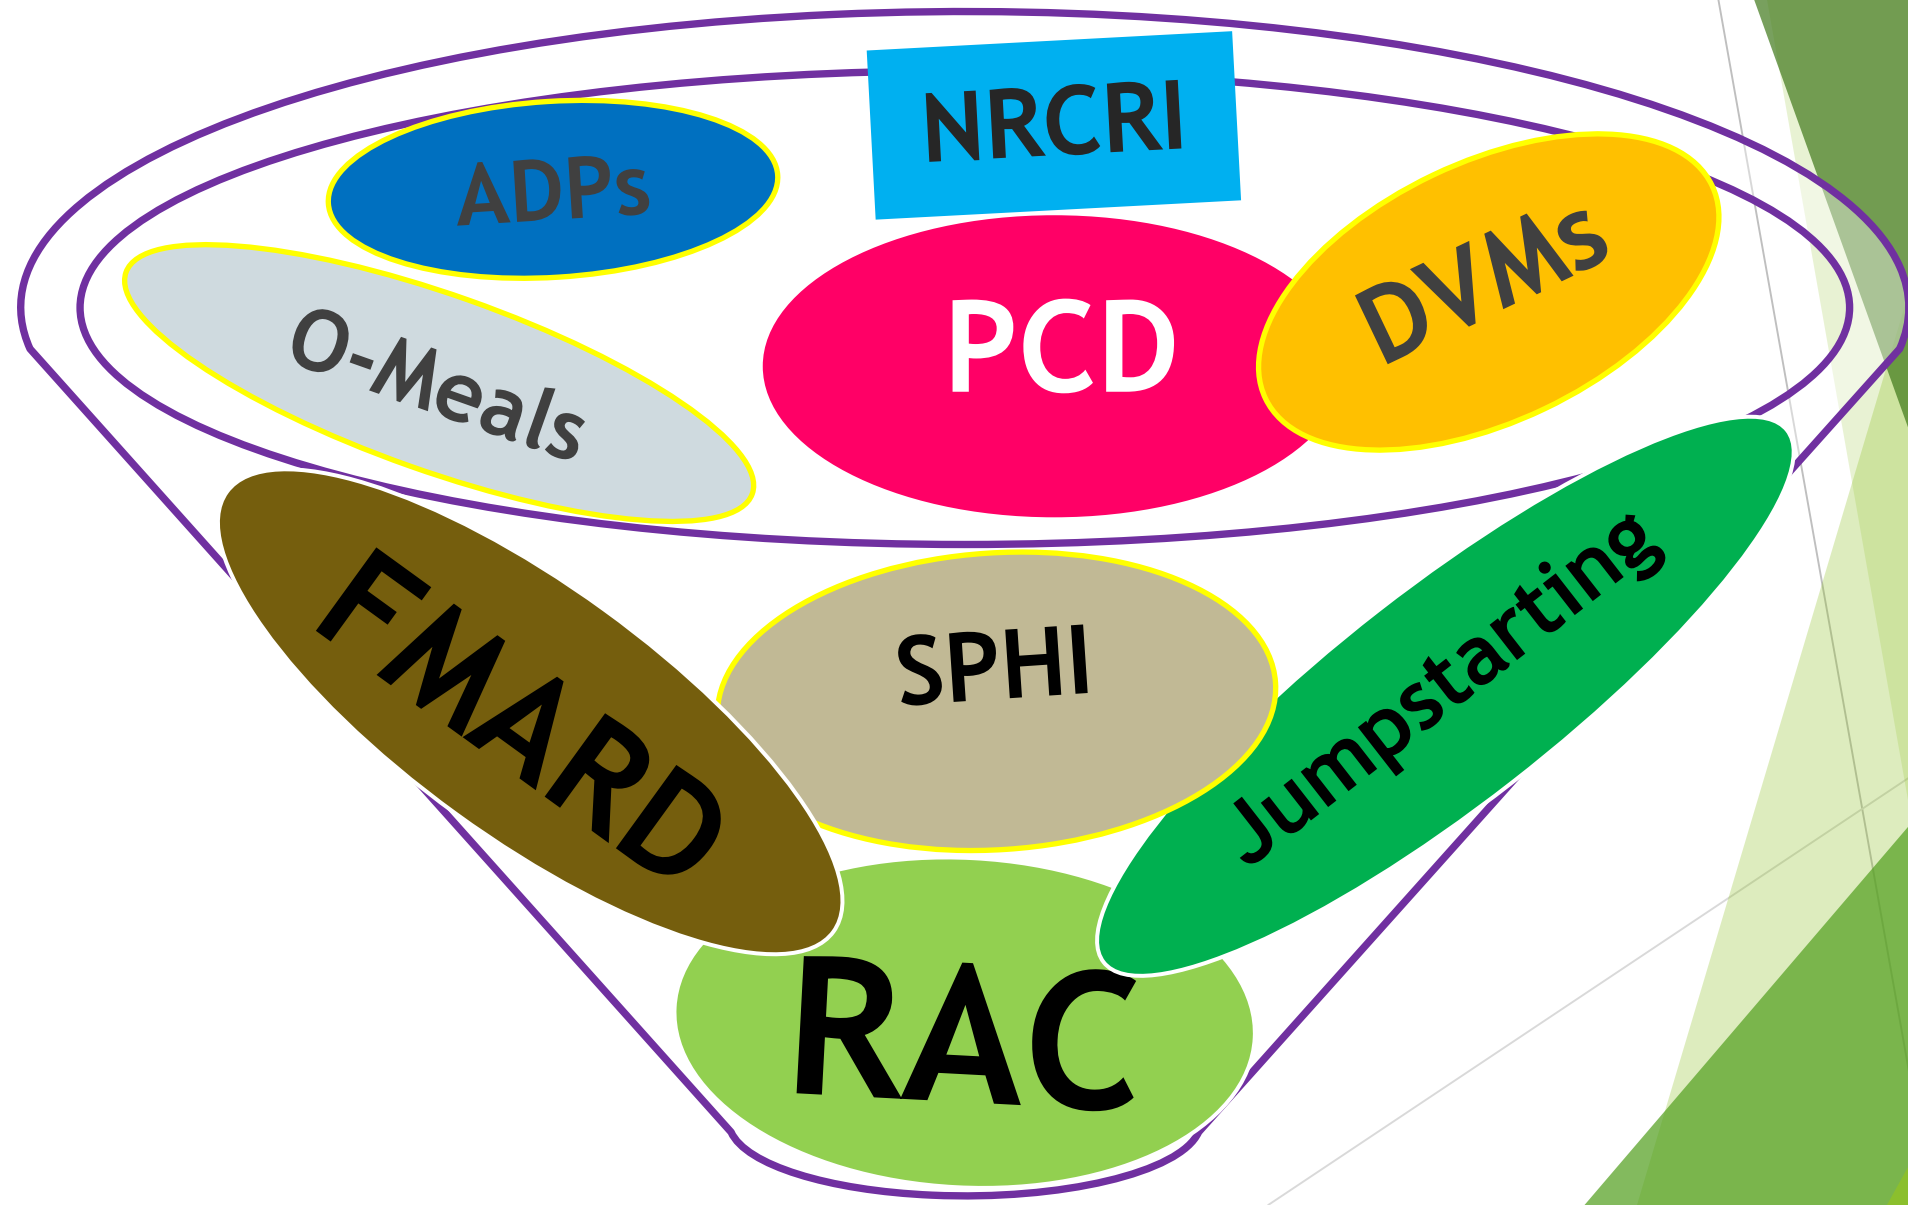 NRCRI
ADPs
DVMs
PCD
O-Meals
FMARD
SPHI
Jumpstarting
RAC